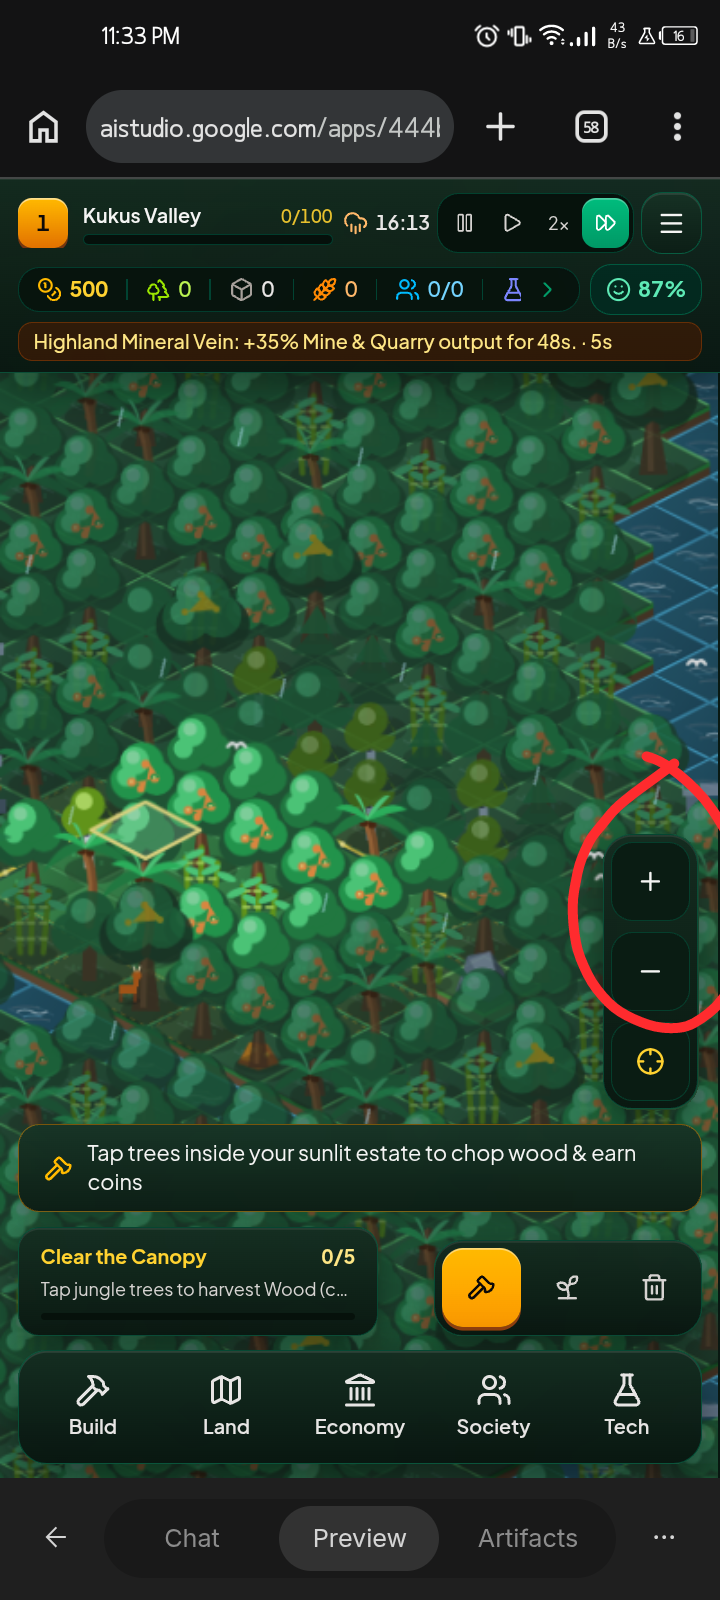 11:33 PM
43
B/s
16
aistudio.google.com/apps/444
58
1
Kukus Valley
0/100
16:13
2×
500
0
0
0
0/0
87%
Highland Mineral Vein: +35% Mine & Quarry output for 48s. · 5s
Tap trees inside your sunlit estate to chop wood & earn
coins
Clear the Canopy
0/5
Tap jungle trees to harvest Wood (c...
Build
Land
Economy
Society
Tech
Chat
Preview
Artifacts